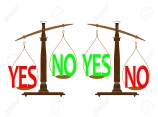 YES NO YES NO